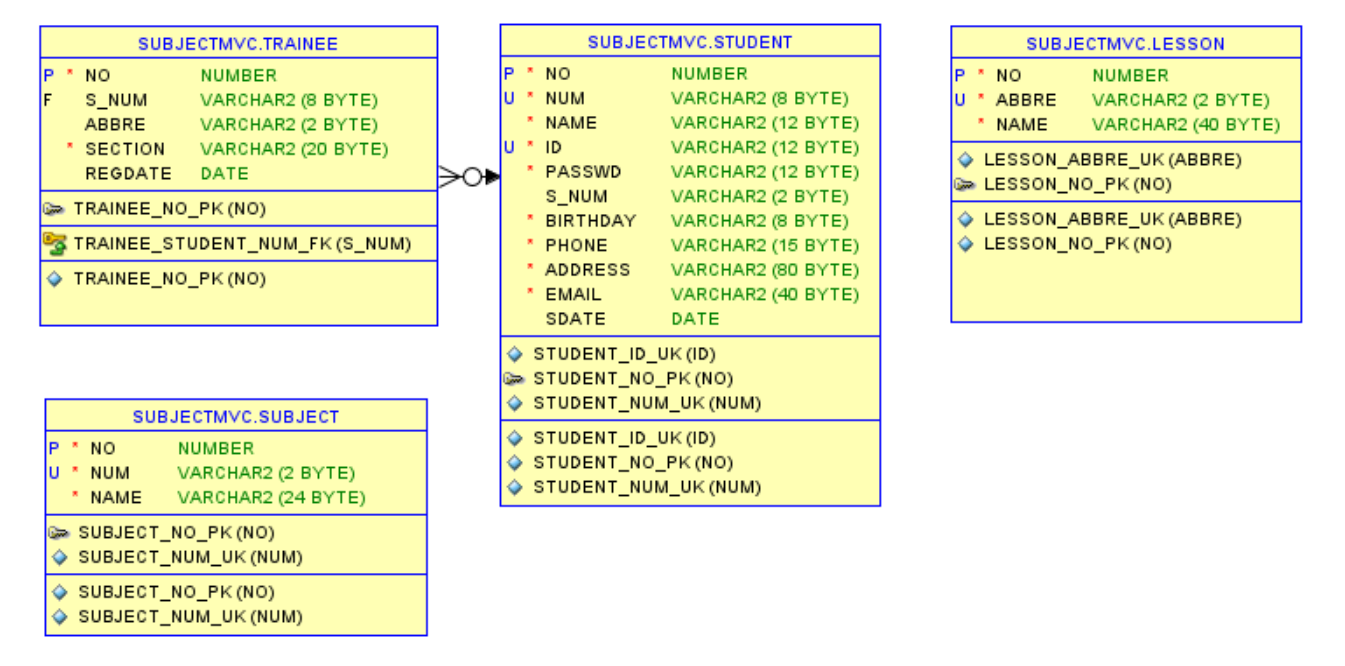 SUBJECTMVC.TRAINEE
P * NO NUMBER
F S_NUM VARCHAR2 (8 BYTE)
ABBRE VARCHAR2 (2 BYTE)
* SECTION VARCHAR2 (20 BYTE)
REGDATE DATE
TRAINEE_NO_PK (NO)
TRAINEE_STUDENT_NUM_FK (S_NUM)
TRAINEE_NO_PK (NO)
SUBJECTMVC.STUDENT
P * NO NUMBER
U * NUM VARCHAR2 (8 BYTE)
* NAME VARCHAR2 (12 BYTE)
U * ID VARCHAR2 (12 BYTE)
* PASSWD VARCHAR2 (12 BYTE)
S_NUM VARCHAR2 (2 BYTE)
* BIRTHDAY VARCHAR2 (8 BYTE)
* PHONE VARCHAR2 (15 BYTE)
* ADDRESS VARCHAR2 (80 BYTE)
* EMAIL VARCHAR2 (40 BYTE)
SDATE DATE
STUDENT_ID_UK (ID)
STUDENT_NO_PK (NO)
STUDENT_NUM_UK (NUM)
STUDENT_ID_UK (ID)
STUDENT_NO_PK (NO)
STUDENT_NUM_UK (NUM)
SUBJECTMVC.LESSON
P * NO NUMBER
U * ABBRE VARCHAR2 (2 BYTE)
* NAME VARCHAR2 (40 BYTE)
LESSON_ABBRE_UK (ABBRE)
LESSON_NO_PK (NO)
LESSON_ABBRE_UK (ABBRE)
LESSON_NO_PK (NO)
SUBJECTMVC.SUBJECT
P * NO NUMBER
U * NUM VARCHAR2 (2 BYTE)
* NAME VARCHAR2 (24 BYTE)
SUBJECT_NO_PK (NO)
SUBJECT_NUM_UK (NUM)
SUBJECT_NO_PK (NO)
SUBJECT_NUM_UK (NUM)